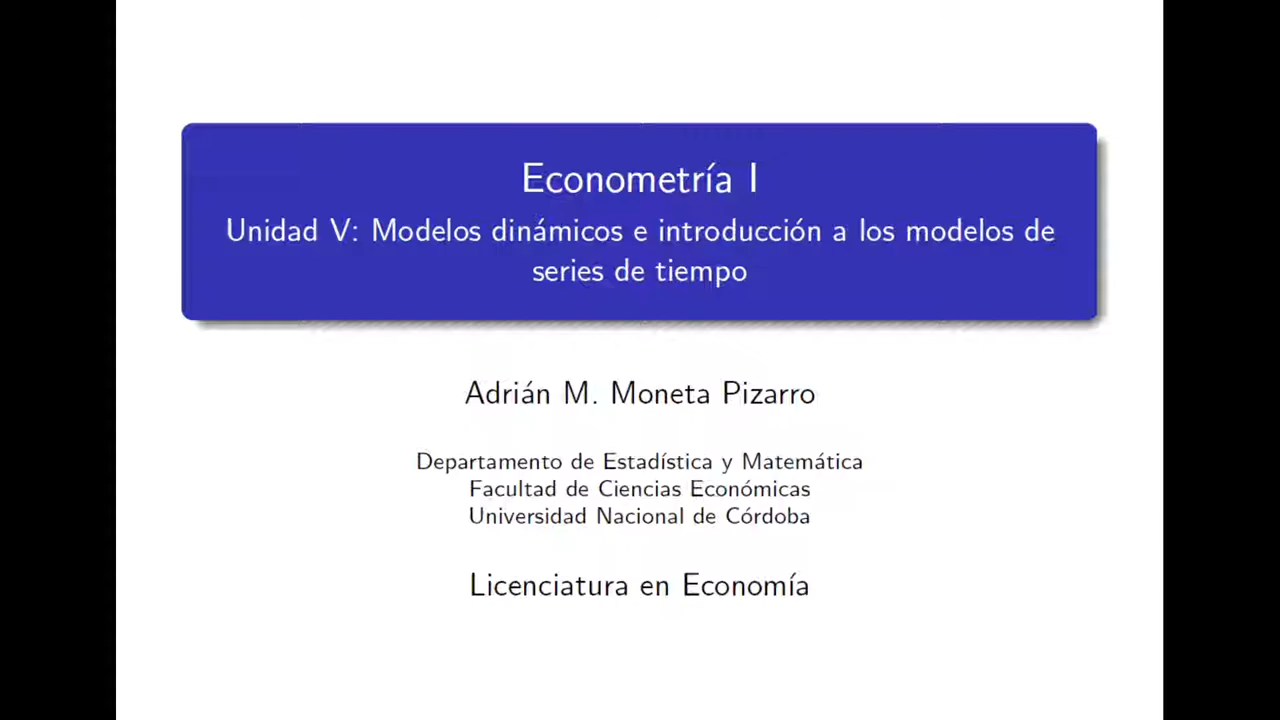 Econometría I
Unidad V: Modelos dinámicos e introducción a los modelos de
series de tiempo
Adrián M. Moneta Pizarro
Departamento de Estadística y Matemática
Facultad de Ciencias Económicas
Universidad Nacional de Córdoba
Licenciatura en Economía